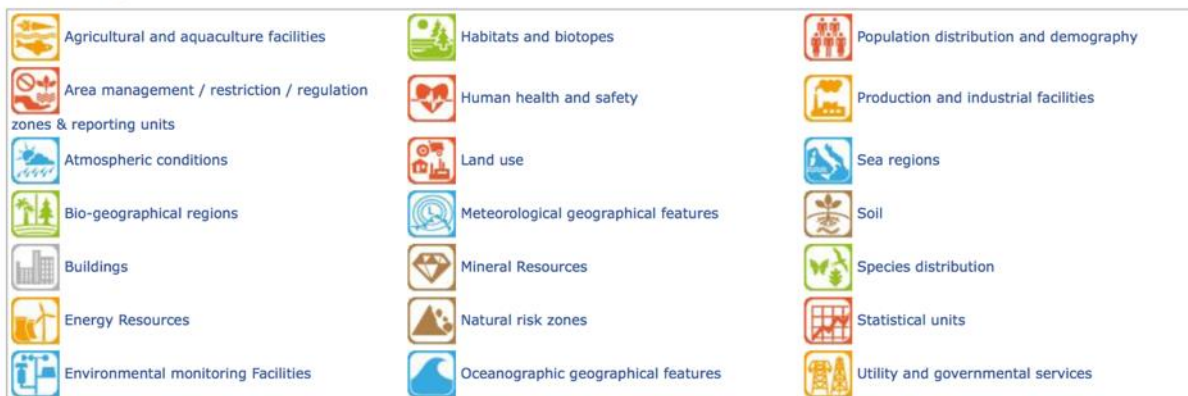 Agricultural and aquaculture facilities
Area management / restriction / regulation
zones & reporting units
Atmospheric conditions
Bio-geographical regions
Buildings
Energy Resources
Environmental monitoring Facilities
Habitats and biotopes
Human health and safety
Land use
Meteorological geographical features
Mineral Resources
Natural risk zones
Oceanographic geographical features
Population distribution and demography
Production and industrial facilities
Sea regions
Soil
Species distribution
Statistical units
Utility and governmental services